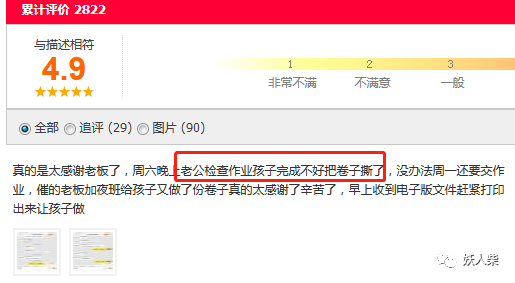 累计评价 2822
与描述相符
4.9
1 2 3
非常不满 不满意 一般
全部 追评 (29) 图片 (90)
真的是太感谢老板了，周六晚上老公检查作业孩子完成不好把卷子撕了，没办法周一还要交作
业，催的老板加夜班给孩子又做了份卷子真的太感谢了辛苦了，早上收到电子版文件赶紧打印
出来让孩子做
妖人柴